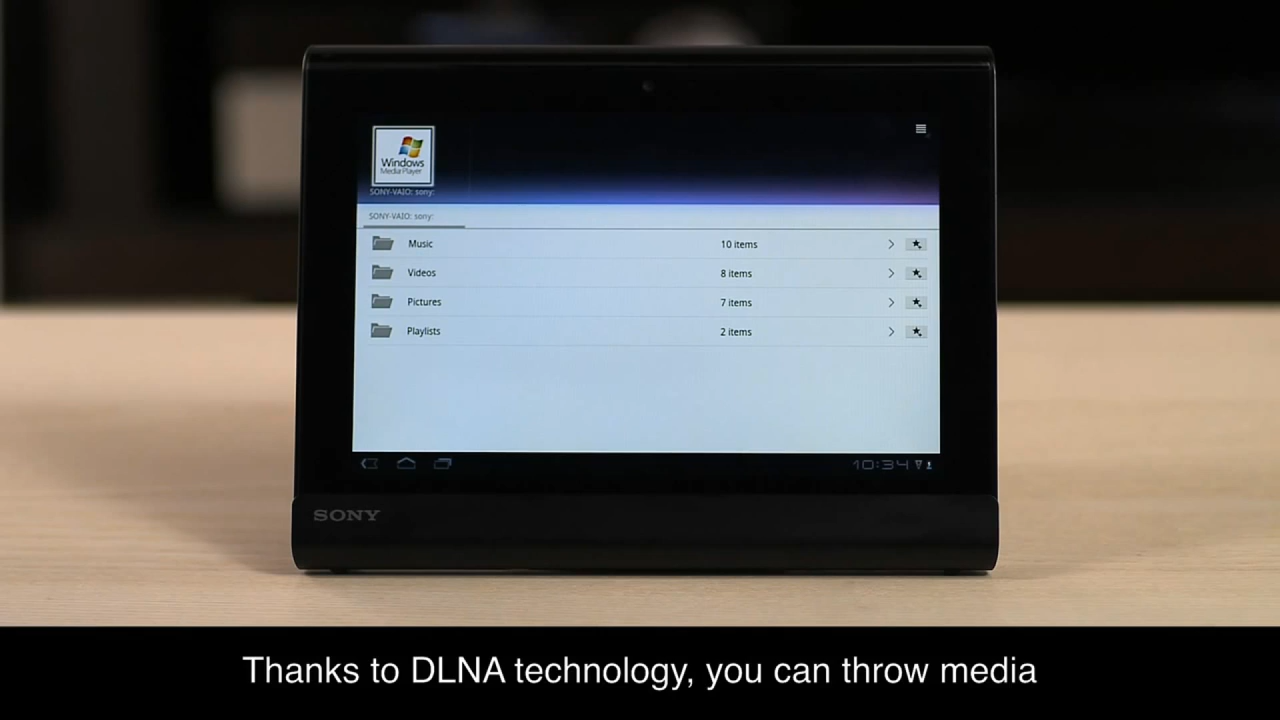 Windows
Media Player
SONY-VAIO: sony:
SONY-VAIO: sony:
Music 10 items
Videos 8 items
Pictures 7 items
Playlists 2 items
10:34
SONY
Thanks to DLNA technology, you can throw media